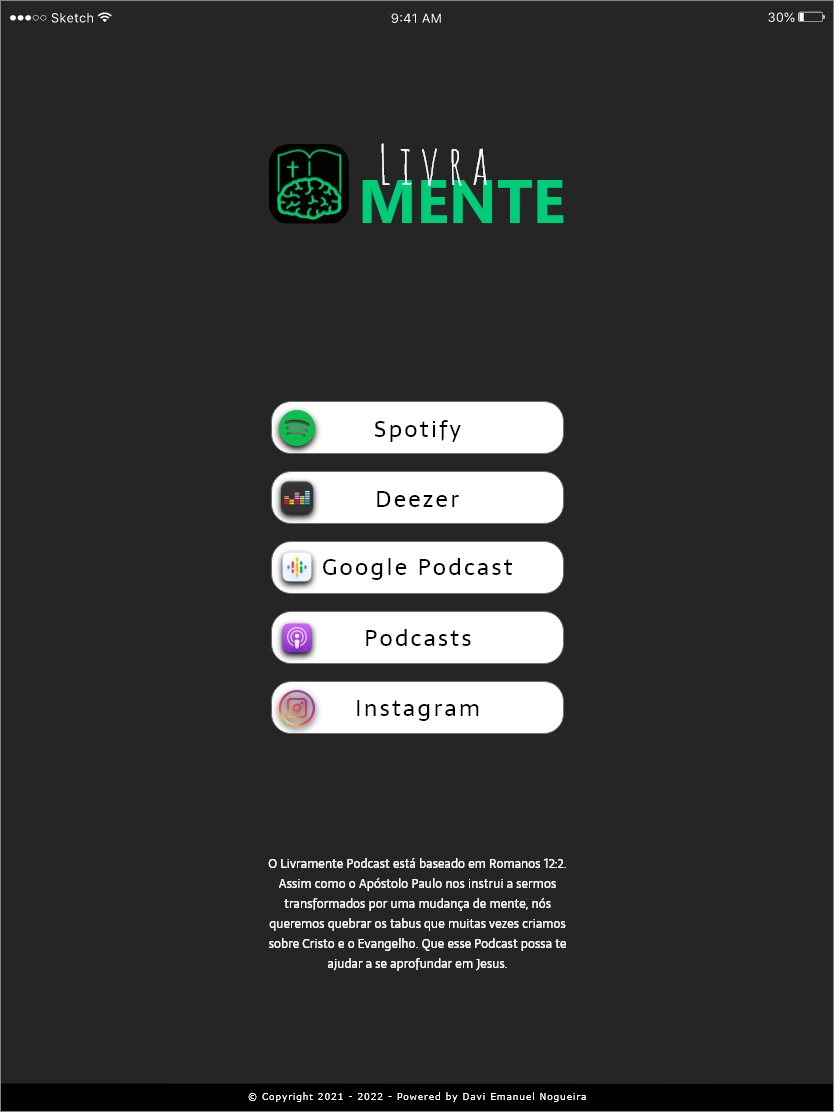 Sketch 9:41 AM 30%
LIVRA
MENTE
Spotify
Deezer
Google Podcast
Podcasts
Instagram
O Livramente Podcast está baseado em Romanos 12:2.
Assim como o Apóstolo Paulo nos instrui a sermos
transformados por uma mudança de mente, nós
queremos quebrar os tabus que muitas vezes criamos
sobre Cristo e o Evangelho. Que esse Podcast possa te
ajudar a se aprofundar em Jesus.
© Copyright 2021 - 2022 - Powered by Davi Emanuel Nogueira